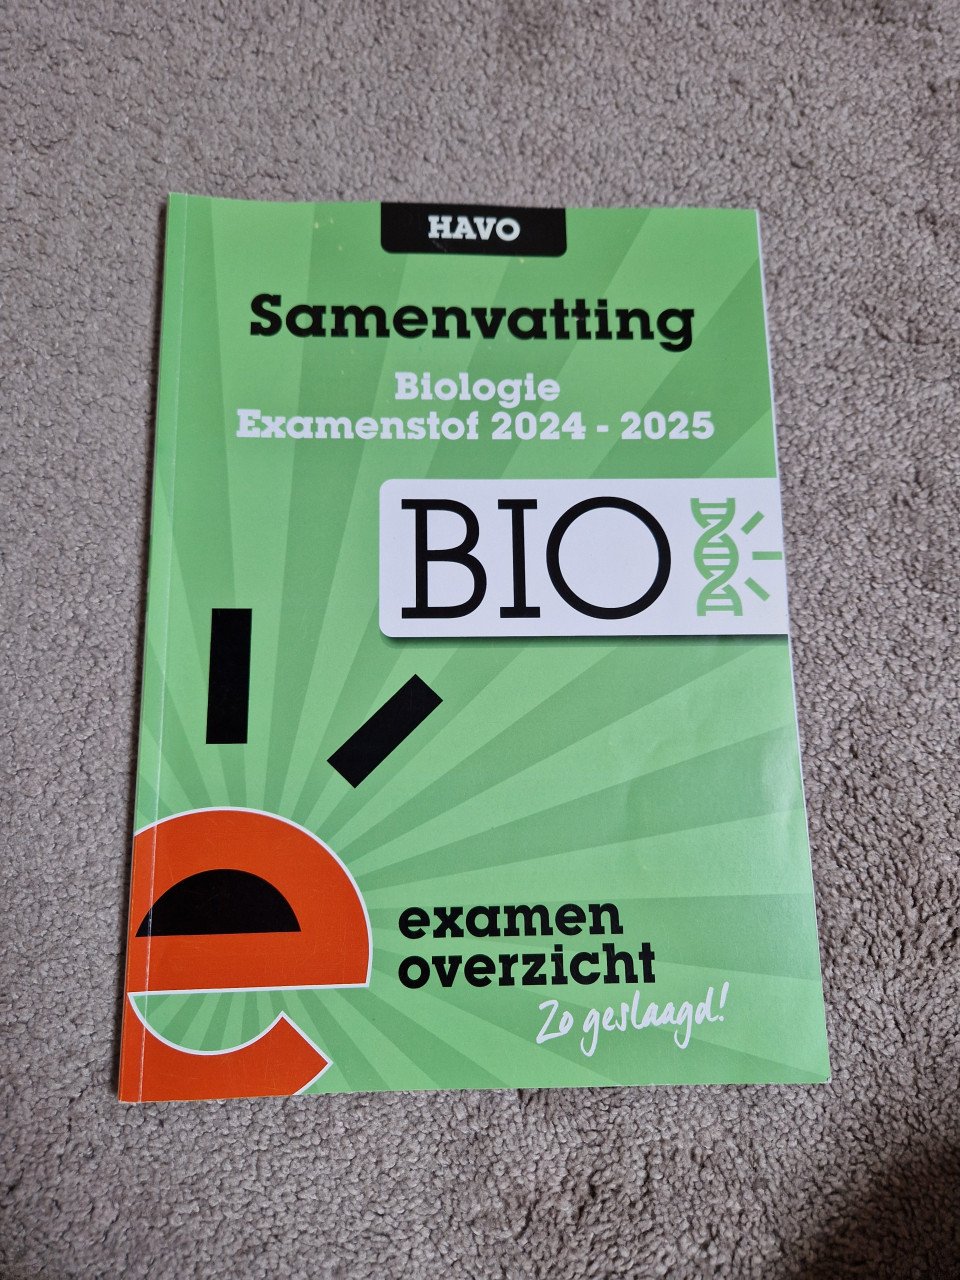 HAVO
Samenvatting
Biologie
Examenstof 2024 - 2025
BIO
e
examen
overzicht
Zo geslaagd!